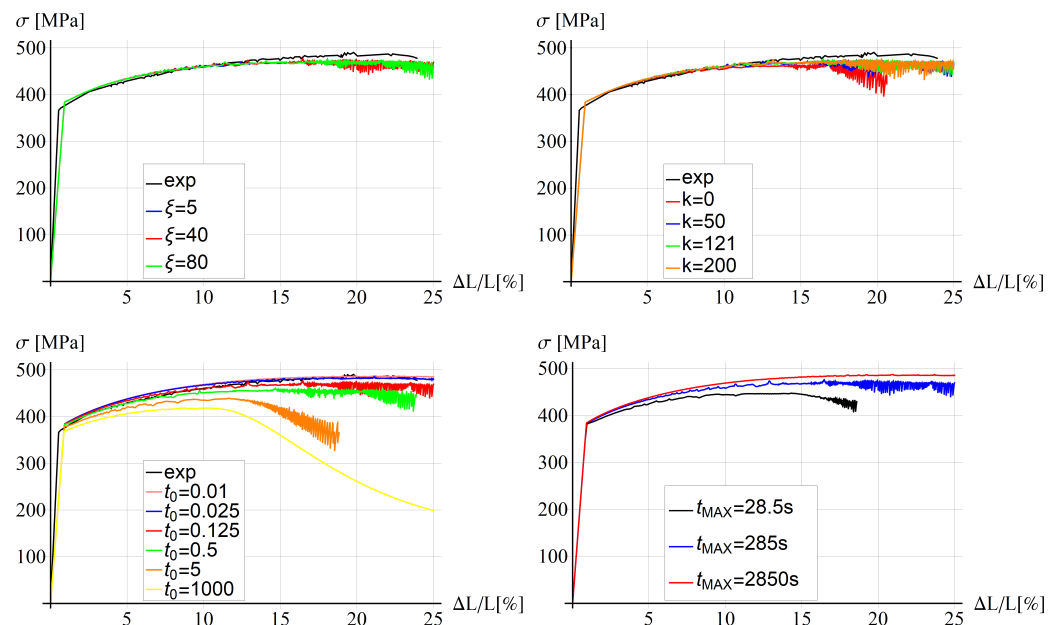 σ [MPa]
500
400
300
200
100
5
10
15
20
25
ΔL/L[%]
exp
ξ=5
ξ=40
ξ=80
σ [MPa]
500
400
300
200
100
5
10
15
20
25
ΔL/L[%]
exp
k=0
k=50
k=121
k=200
σ [MPa]
500
400
300
200
100
5
10
15
20
25
ΔL/L[%]
exp
t₀=0.01
t₀=0.025
t₀=0.125
t₀=0.5
t₀=5
t₀=1000
σ [MPa]
500
400
300
200
100
5
10
15
20
25
ΔL/L[%]
t_MAX=28.5s
t_MAX=285s
t_MAX=2850s